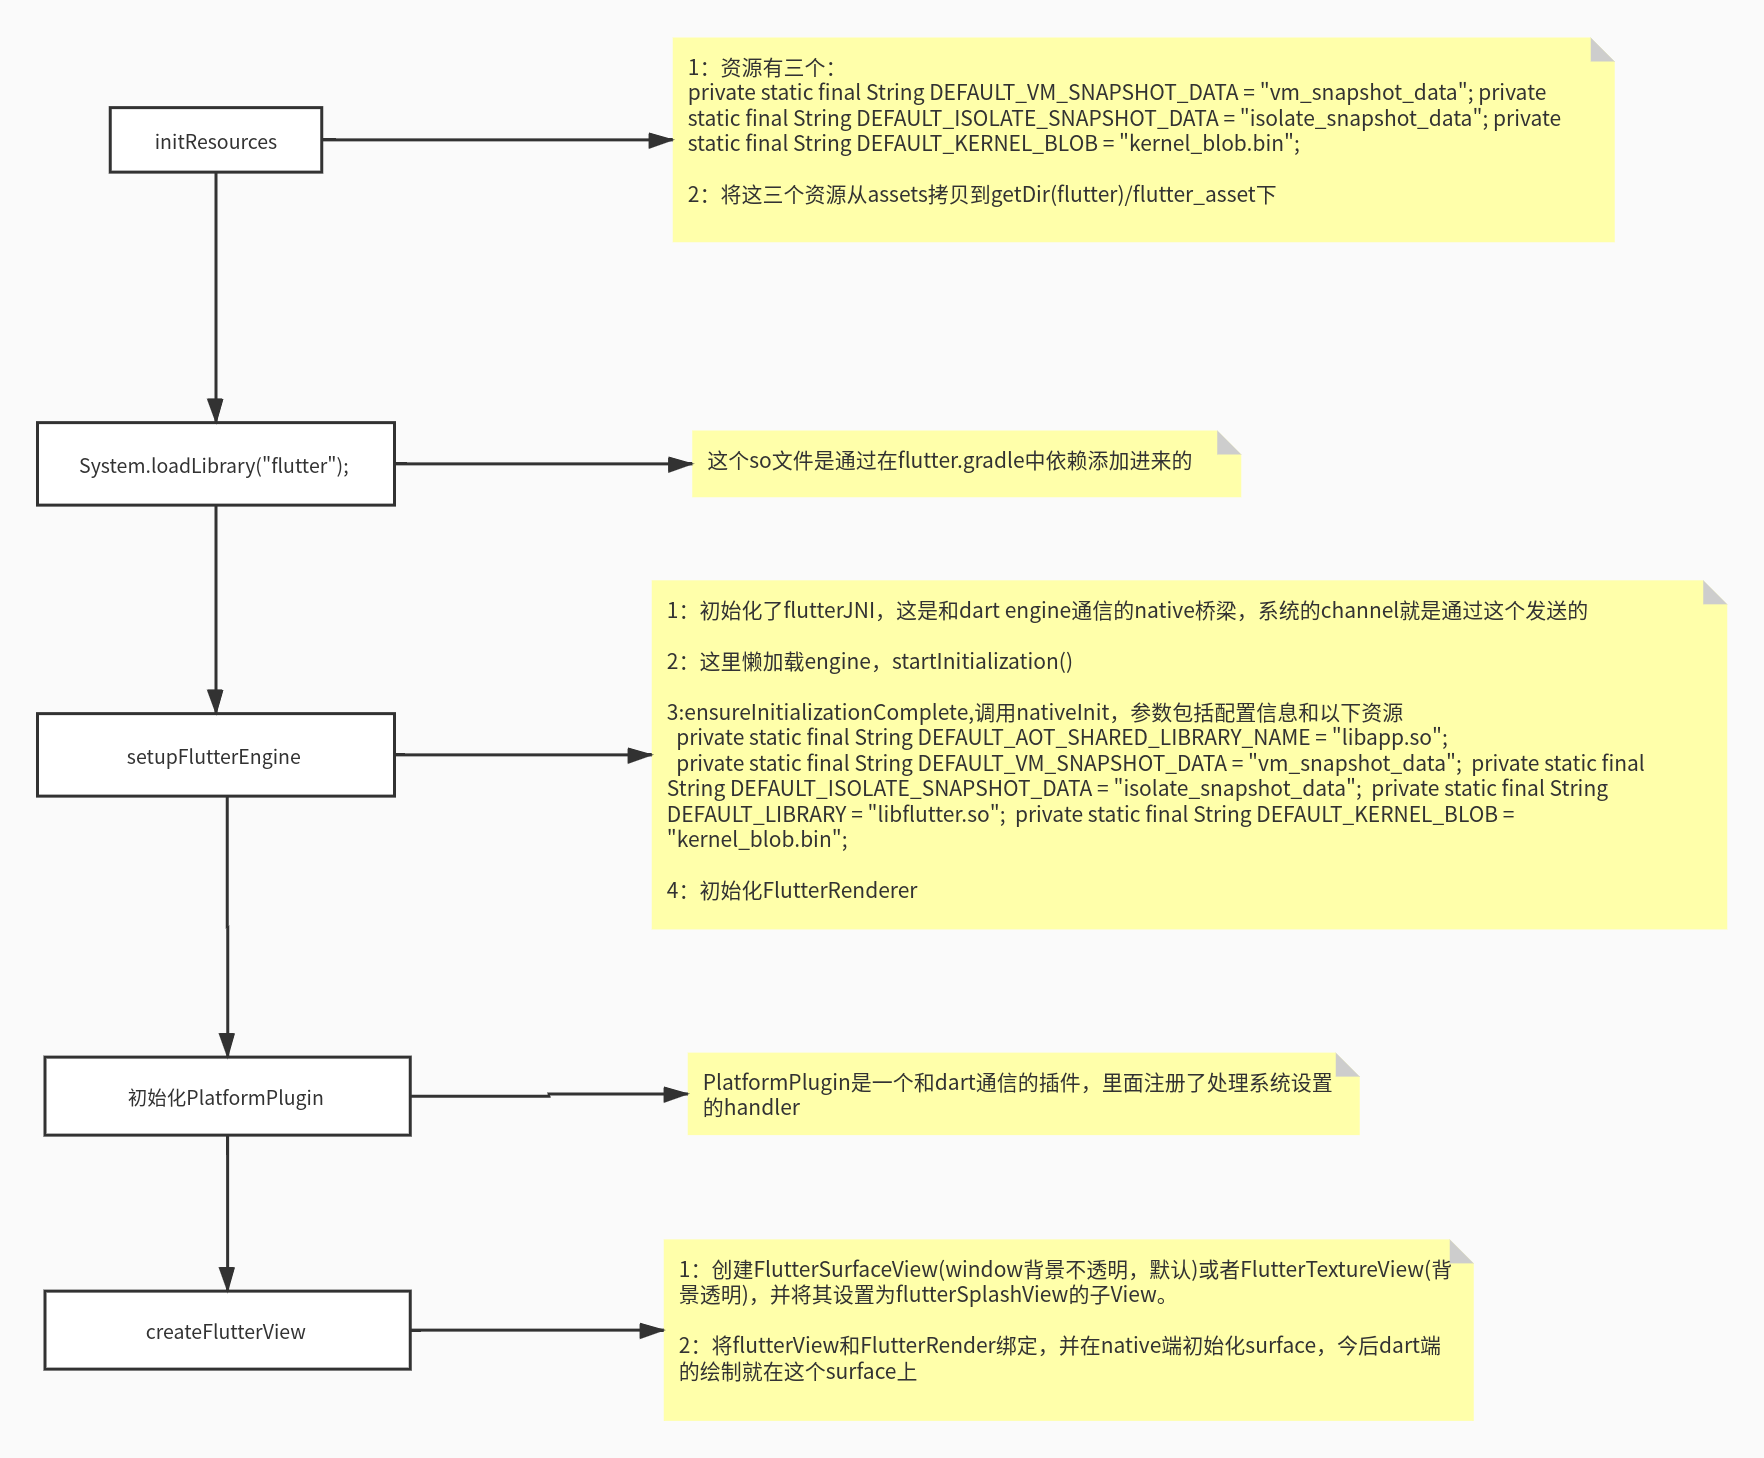 initResources
1：资源有三个：
private static final String DEFAULT_VM_SNAPSHOT_DATA = "vm_snapshot_data"; private
static final String DEFAULT_ISOLATE_SNAPSHOT_DATA = "isolate_snapshot_data"; private
static final String DEFAULT_KERNEL_BLOB = "kernel_blob.bin";
2：将这三个资源从assets拷贝到getDir(flutter)/flutter_asset下
System.loadLibrary("flutter");
这个so文件是通过在flutter.gradle中依赖添加进来的
setupFlutterEngine
1：初始化了flutterJNI，这是和dart engine通信的native桥梁，系统的channel就是通过这个发送的
2：这里懒加载engine，startInitialization()
3:ensureInitializationComplete,调用nativeInit，参数包括配置信息和以下资源
private static final String DEFAULT_AOT_SHARED_LIBRARY_NAME = "libapp.so";
private static final String DEFAULT_VM_SNAPSHOT_DATA = "vm_snapshot_data"; private static final
String DEFAULT_ISOLATE_SNAPSHOT_DATA = "isolate_snapshot_data"; private static final String
DEFAULT_LIBRARY = "libflutter.so"; private static final String DEFAULT_KERNEL_BLOB =
"kernel_blob.bin";
4：初始化FlutterRenderer
初始化PlatformPlugin
PlatformPlugin是一个和dart通信的插件，里面注册了处理系统设置
的handler
createFlutterView
1：创建FlutterSurfaceView(window背景不透明，默认)或者FlutterTextureView(背
景透明)，并将其设置为flutterSplashView的子View。
2：将flutterView和FlutterRender绑定，并在native端初始化surface，今后dart端
的绘制就在这个surface上